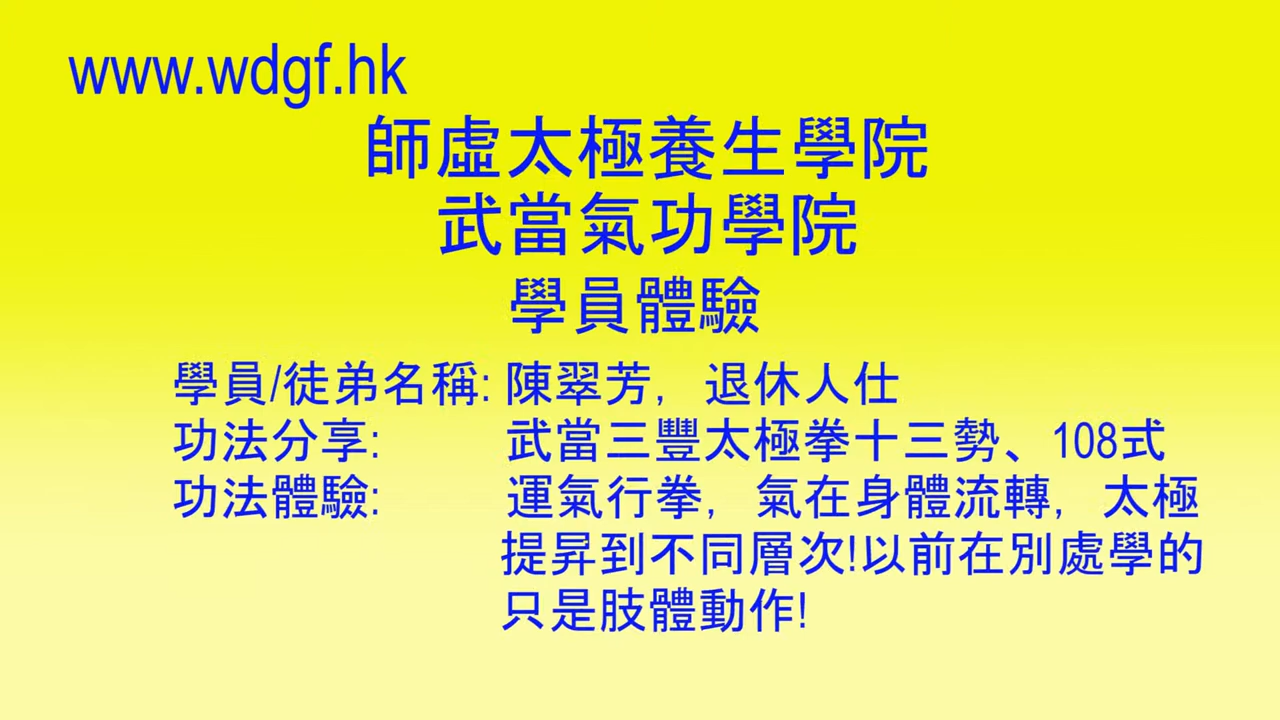 www.wdgf.hk
師虛太極養生學院
武當氣功學院
學員體驗
學員/徒弟名稱: 陳翠芳, 退休人仕
功法分享: 武當三豐太極拳十三勢、108式
功法體驗: 運氣行拳, 氣在身體流轉, 太極
提昇到不同層次!以前在別處學的
只是肢體動作!